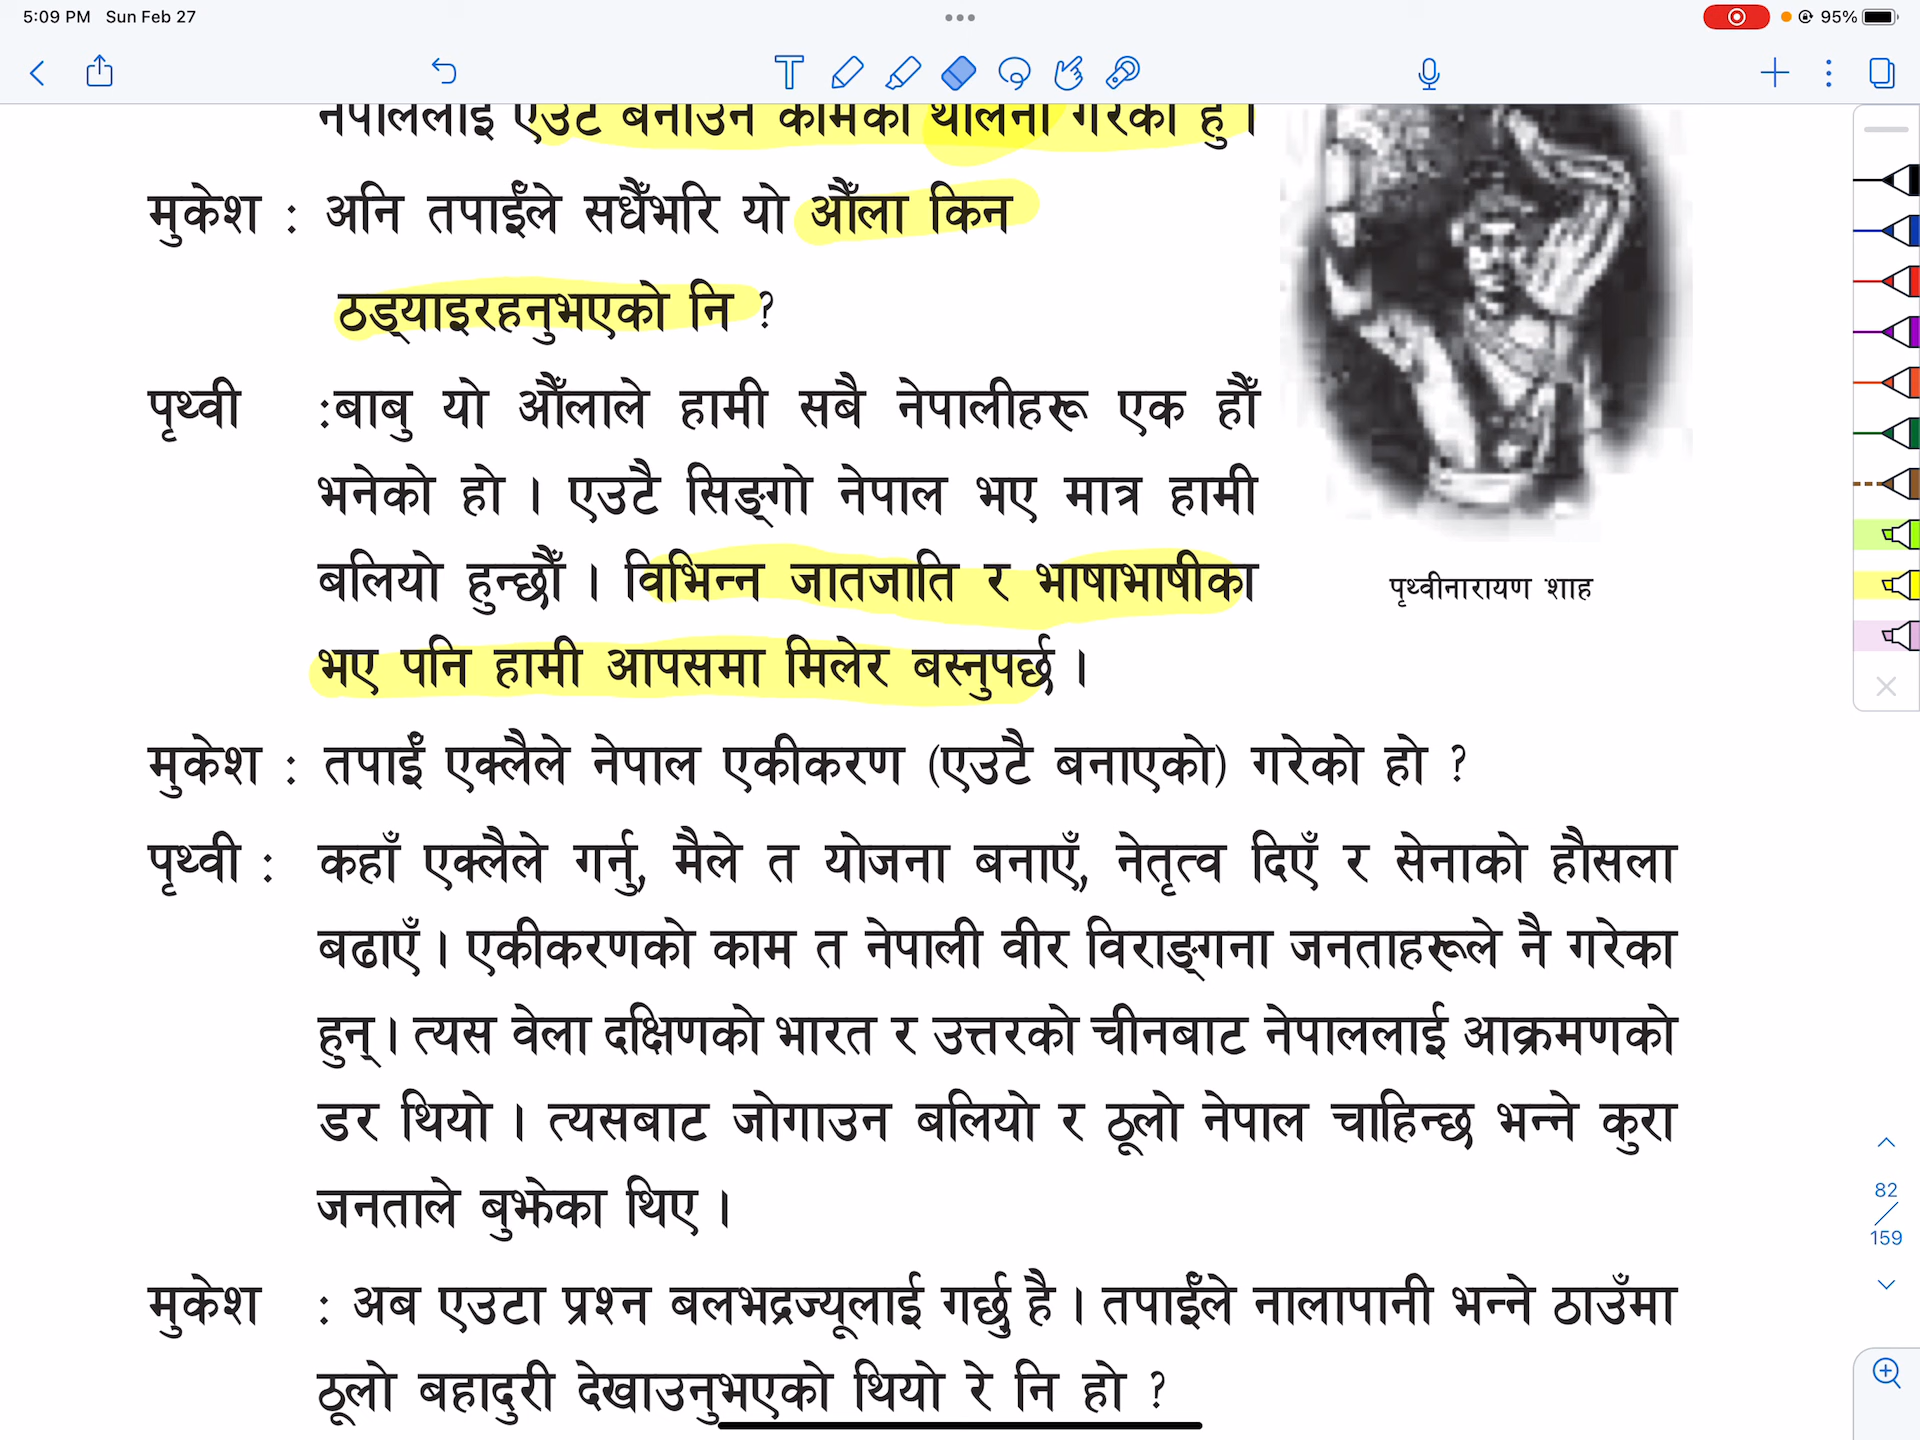 5:09 PM Sun Feb 27
95%
नेपाललाई एउटै बनाउने कामको थालनी गरेको हुँ ।
मुकेश : अनि तपाईंले सधैँभरि यो औँला किन
ठड्याइरहनुभएको नि ?
पृथ्वी :बाबु यो औँलाले हामी सबै नेपालीहरू एक हौँ
भनेको हो । एउटै सिङ्गो नेपाल भए मात्र हामी
बलियो हुन्छौँ । विभिन्न जातजाति र भाषाभाषीका
पृथ्वीनारायण शाह
भए पनि हामी आपसमा मिलेर बस्नुपर्छ ।
मुकेश : तपाईं एक्लैले नेपाल एकीकरण (एउटै बनाएको) गरेको हो ?
पृथ्वी : कहाँ एक्लैले गर्नु, मैले त योजना बनाएँ, नेतृत्व दिएँ र सेनाको हौसला
बढाएँ । एकीकरणको काम त नेपाली वीर विराङ्गना जनताहरूले नै गरेका
हुन् । त्यस वेला दक्षिणको भारत र उत्तरको चीनबाट नेपाललाई आक्रमणको
डर थियो । त्यसबाट जोगाउन बलियो र ठूलो नेपाल चाहिन्छ भन्ने कुरा
जनताले बुझेका थिए ।
82
159
मुकेश : अब एउटा प्रश्न बलभद्रज्यूलाई गर्छु है । तपाईंले नालापानी भन्ने ठाउँमा
ठूलो बहादुरी देखाउनुभएको थियो रे नि हो ?